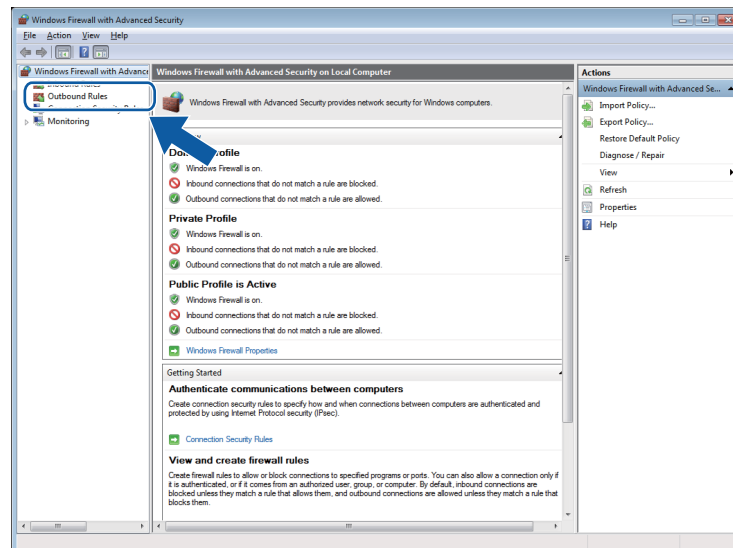 Windows Firewall with Advanced Security
File Action View Help
Windows Firewall with Advance
Outbound Rules
Monitoring
Windows Firewall with Advanced Security on Local Computer
Windows Firewall with Advanced Security provides network security for Windows computers.
Windows Firewall is on.
Inbound connections that do not match a rule are blocked.
Outbound connections that do not match a rule are allowed.
Private Profile
Windows Firewall is on.
Inbound connections that do not match a rule are blocked.
Outbound connections that do not match a rule are allowed.
Public Profile is Active
Windows Firewall is on.
Inbound connections that do not match a rule are blocked.
Outbound connections that do not match a rule are allowed.
Windows Firewall Properties
Getting Started
Authenticate communications between computers
Create connection security rules to specify how and when connections between computers are authenticated and
protected by using Internet Protocol security (IPsec).
Connection Security Rules
View and create firewall rules
Create firewall rules to allow or block connections to specified programs or ports. You can also allow a connection only if
it is authenticated, or if it comes from an authorized user, group, or computer. By default, inbound connections are
blocked unless they match a rule that allows them, and outbound connections are allowed unless they match a rule that
blocks them.
Actions
Windows Firewall with Advanced Se...
Import Policy...
Export Policy...
Restore Default Policy
Diagnose / Repair
View
Refresh
Properties
Help